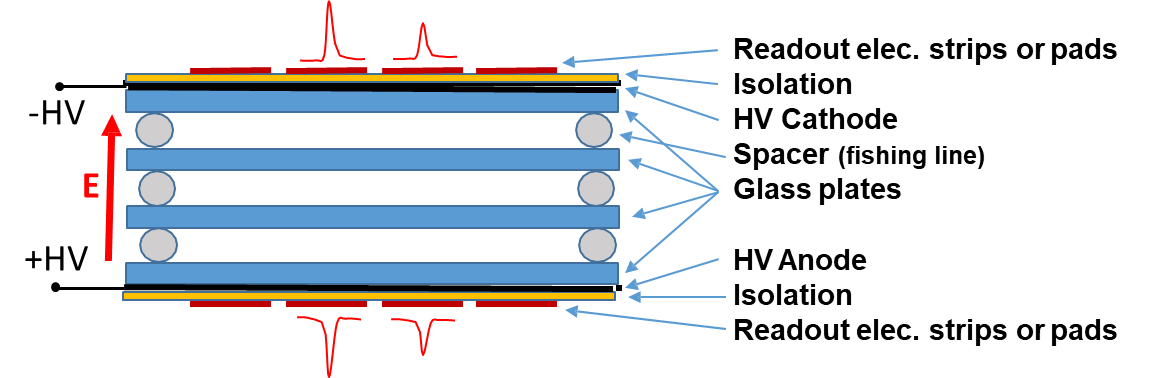 Readout elec. strips or pads
Isolation
-HV
HV Cathode
Spacer (fishing line)
E
Glass plates
+HV
HV Anode
Isolation
Readout elec. strips or pads